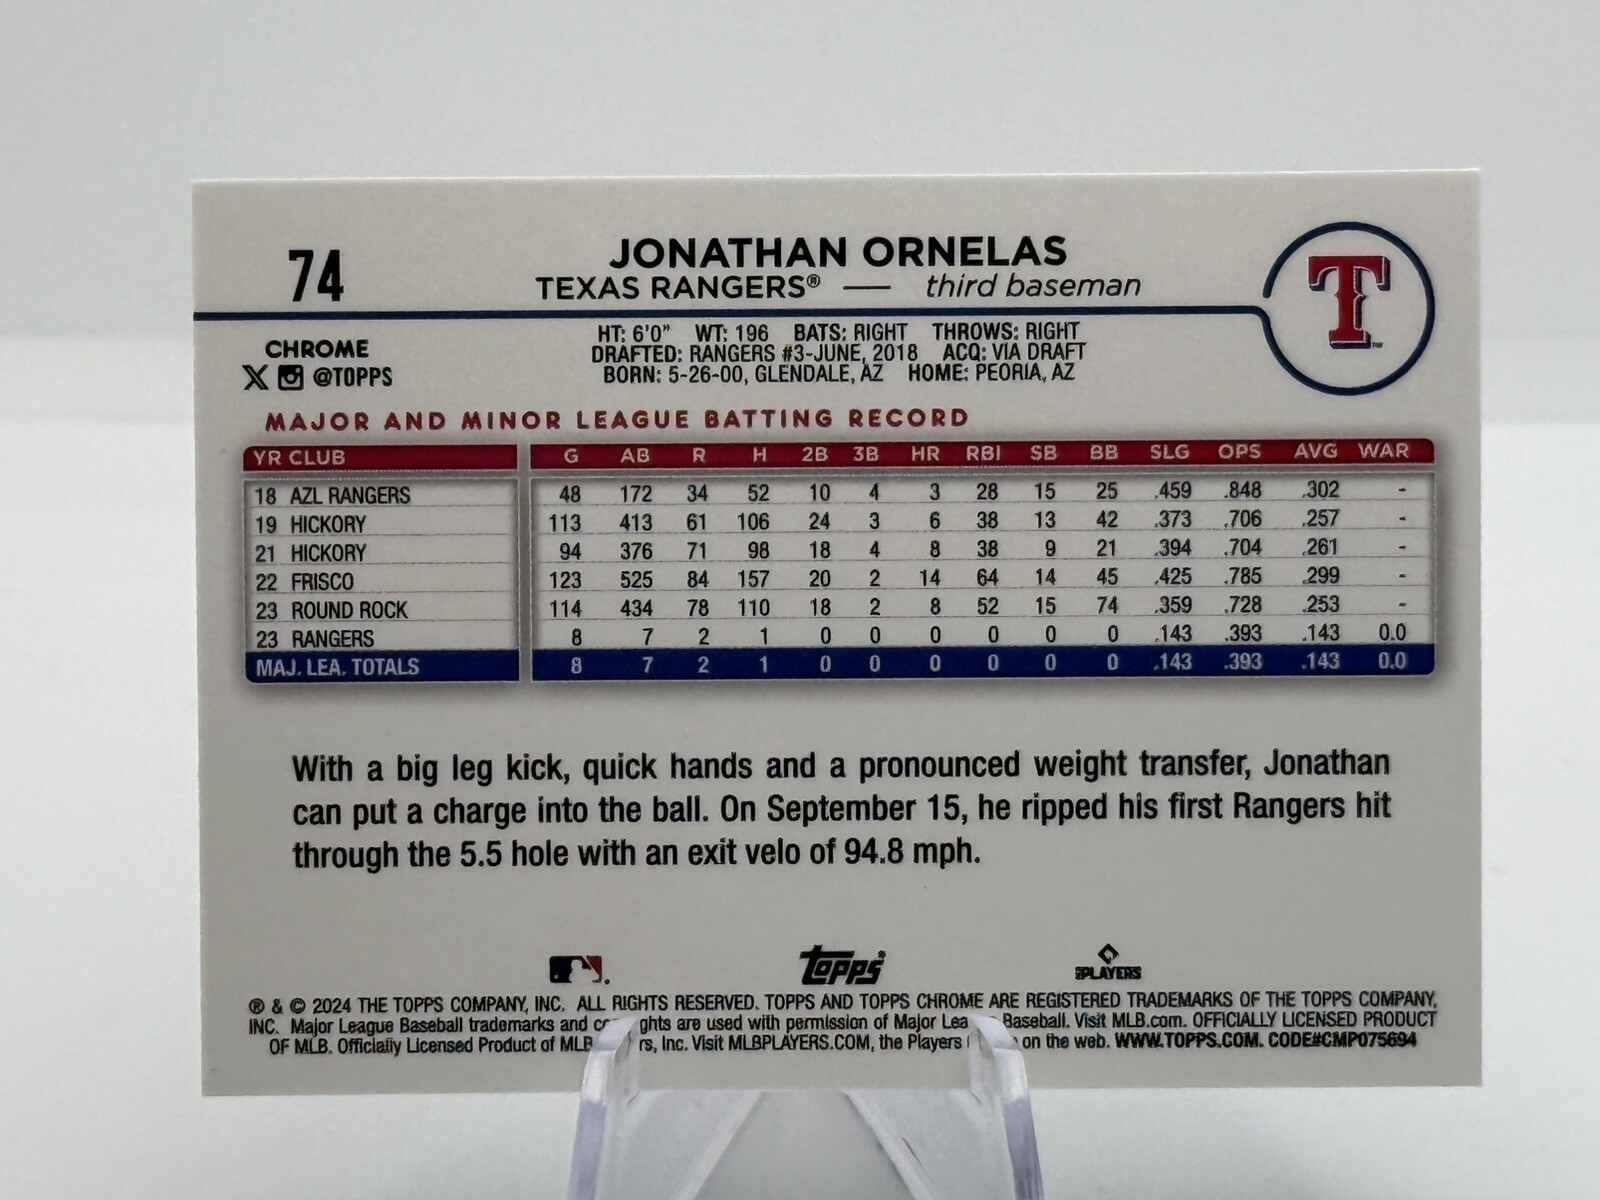 74
JONATHAN ORNELAS
TEXAS RANGERS® — third baseman
T
CHROME
X @TOPPS
HT: 6'0" WT: 196 BATS: RIGHT THROWS: RIGHT
DRAFTED: RANGERS #3-JUNE, 2018 ACQ: VIA DRAFT
BORN: 5-26-00, GLENDALE, AZ HOME: PEORIA, AZ
MAJOR AND MINOR LEAGUE BATTING RECORD
YR CLUB G AB R H 2B 3B HR RBI SB BB SLG OPS AVG WAR
18 AZL RANGERS 48 172 34 52 10 4 3 28 15 25 .459 .848 .302 -
19 HICKORY 113 413 61 106 24 3 6 38 13 42 .373 .706 .257 -
21 HICKORY 94 376 71 98 18 4 8 38 9 21 .394 .704 .261 -
22 FRISCO 123 525 84 157 20 2 14 64 14 45 .425 .785 .299 -
23 ROUND ROCK 114 434 78 110 18 2 8 52 15 74 .359 .728 .253 -
23 RANGERS 8 7 2 1 0 0 0 0 0 0 .143 .393 .143 0.0
MAJ. LEA. TOTALS 8 7 2 1 0 0 0 0 0 0 .143 .393 .143 0.0
With a big leg kick, quick hands and a pronounced weight transfer, Jonathan
can put a charge into the ball. On September 15, he ripped his first Rangers hit
through the 5.5 hole with an exit velo of 94.8 mph.
Topps PLAYERS
® & © 2024 THE TOPPS COMPANY, INC. ALL RIGHTS RESERVED. TOPPS AND TOPPS CHROME ARE REGISTERED TRADEMARKS OF THE TOPPS COMPANY,
INC. Major League Baseball trademarks and are used with permission of Major Baseball. Visit MLB.com. OFFICIALLY LICENSED PRODUCT
OF MLB. Officially Licensed Product of MLB Inc. Visit MLBPLAYERS.COM, the Players on the web. WWW.TOPPS.COM. CODE#CMP075694